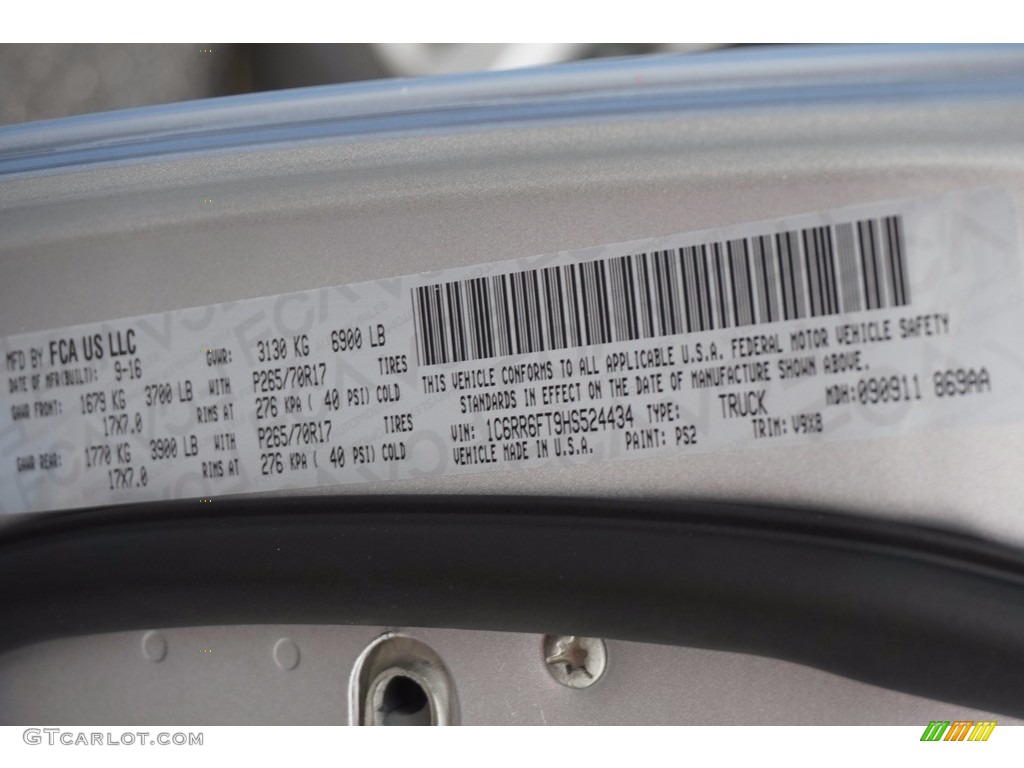 MFD BY FCA US LLC
DATE OF MFR(BUILT): 9-16 GVWR: 3130 KG 6900 LB
GAWR FRONT: 1679 KG 3700 LB WITH P265/70R17 TIRES
17X7.0 RIMS AT 276 KPA ( 40 PSI) COLD
GAWR REAR: 1770 KG 3900 LB WITH P265/70R17 TIRES
17X7.0 RIMS AT 276 KPA ( 40 PSI) COLD
THIS VEHICLE CONFORMS TO ALL APPLICABLE U.S.A. FEDERAL MOTOR VEHICLE SAFETY
STANDARDS IN EFFECT ON THE DATE OF MANUFACTURE SHOWN ABOVE.
VIN: 1C6RR6FT9HS524434 TYPE: TRUCK MDH:090911 869AA
VEHICLE MADE IN U.S.A. PAINT: PS2 TRIM: V9X8
GTCARLOT.COM